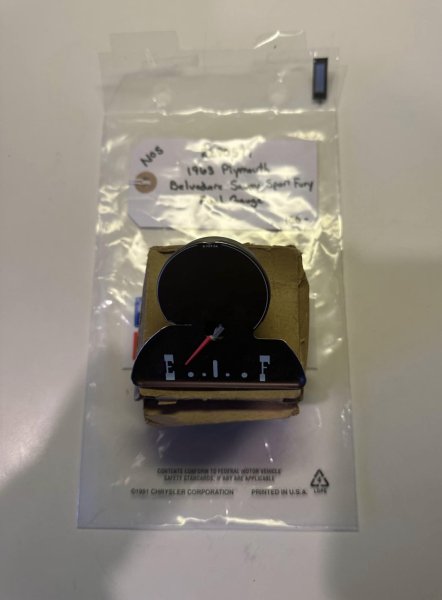 NOS
1963 Plymouth
Belvedere Savoy Sport Fury
Fuel Gauge
E F
CONTENTS CONFORM TO FEDERAL MOTOR VEHICLE
SAFETY STANDARDS, IF ANY ARE APPLICABLE
©1991 CHRYSLER CORPORATION PRINTED IN U.S.A.
LDPE